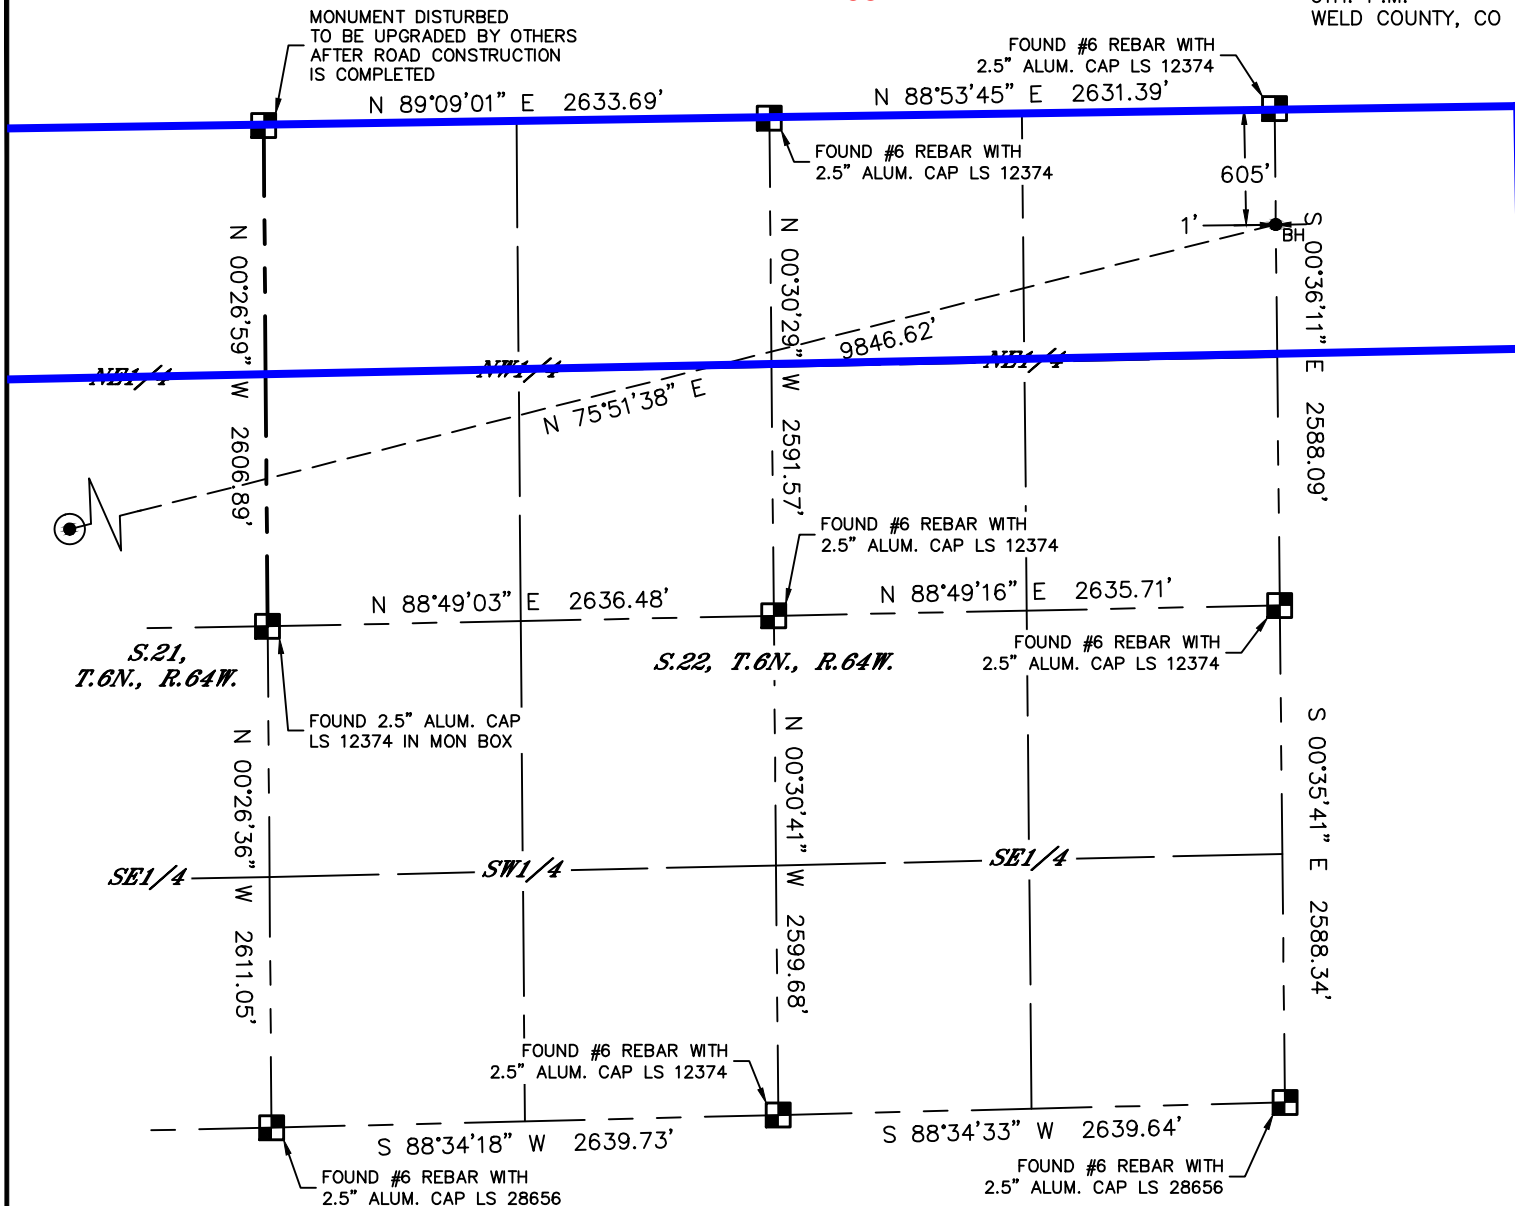 MONUMENT DISTURBED
TO BE UPGRADED BY OTHERS
AFTER ROAD CONSTRUCTION
IS COMPLETED
WELD COUNTY, CO
FOUND #6 REBAR WITH
2.5" ALUM. CAP LS 12374
N 89°09'01" E 2633.69'
N 88°53'45" E 2631.39'
FOUND #6 REBAR WITH
2.5" ALUM. CAP LS 12374
605'
1'
BH
N 00°26'59" W 2606.89'
N 00°30'29" W 2591.57'
S 00°36'11" E 2588.09'
9846.62'
N 75°51'38" E
NE1/4
NW1/4
NE1/4
FOUND #6 REBAR WITH
2.5" ALUM. CAP LS 12374
N 88°49'03" E 2636.48'
N 88°49'16" E 2635.71'
S.21,
T.6N., R.64W.
S.22, T.6N., R.64W.
FOUND #6 REBAR WITH
2.5" ALUM. CAP LS 12374
FOUND 2.5" ALUM. CAP
LS 12374 IN MON BOX
N 00°26'36" W 2611.05'
N 00°30'41" W 2599.68'
S 00°35'41" E 2588.34'
SE1/4
SW1/4
SE1/4
FOUND #6 REBAR WITH
2.5" ALUM. CAP LS 12374
S 88°34'18" W 2639.73'
S 88°34'33" W 2639.64'
FOUND #6 REBAR WITH
2.5" ALUM. CAP LS 28656
FOUND #6 REBAR WITH
2.5" ALUM. CAP LS 28656